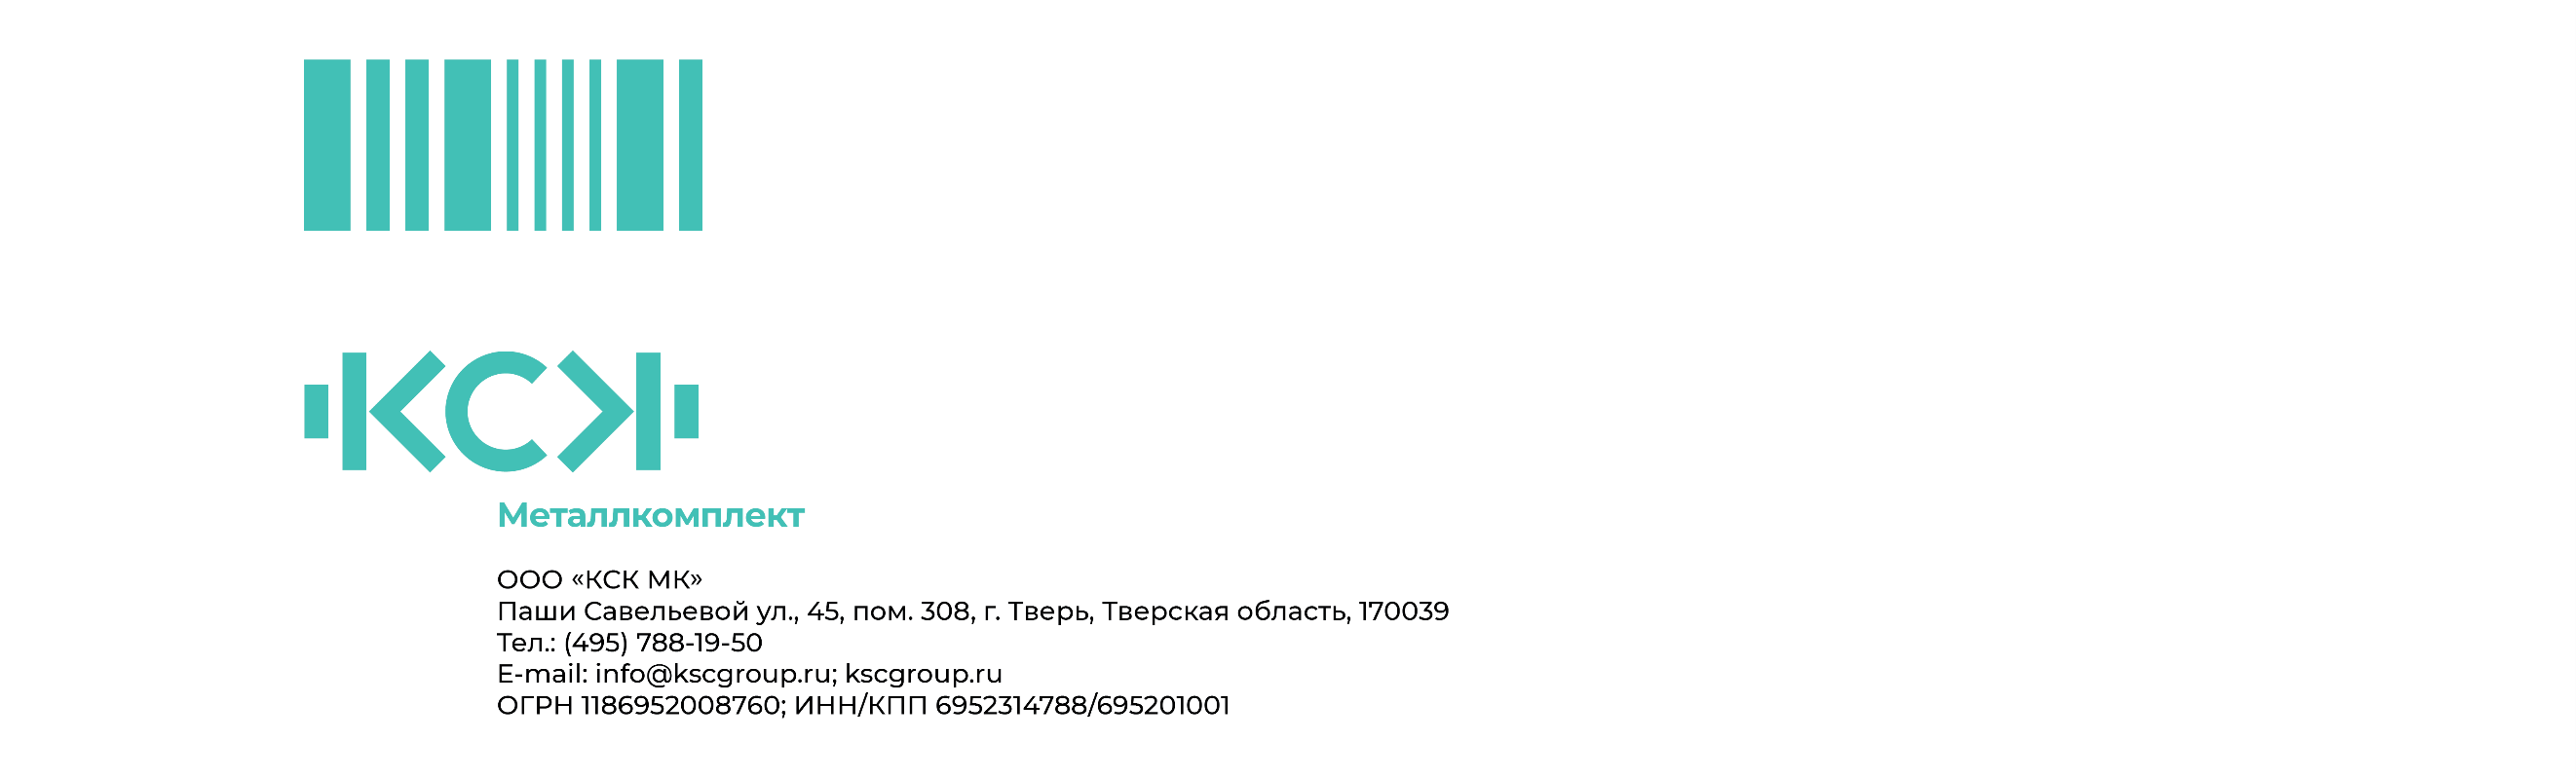 КСК
Металлкомплект
ООО «КСК МК»
Паши Савельевой ул., 45, пом. 308, г. Тверь, Тверская область, 170039
Тел.: (495) 788-19-50
E-mail: info@kscgroup.ru; kscgroup.ru
ОГРН 1186952008760; ИНН/КПП 6952314788/695201001